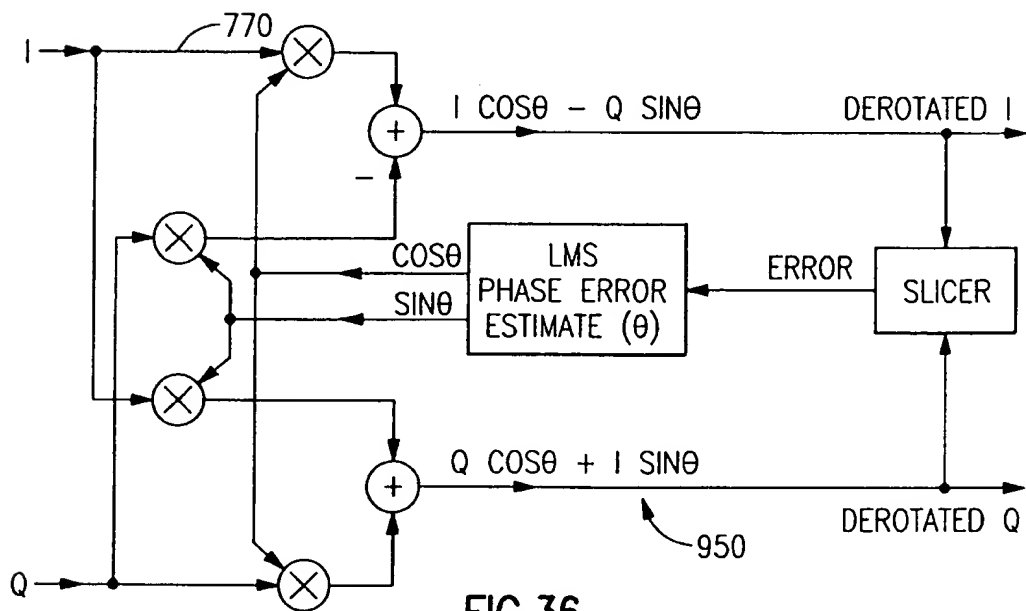 770
I
I COSθ - Q SINθ
DEROTATED I
-
COSθ
SINθ
LMS
PHASE ERROR
ESTIMATE (θ)
ERROR
SLICER
Q COSθ + I SINθ
DEROTATED Q
950
Q
FIG.36